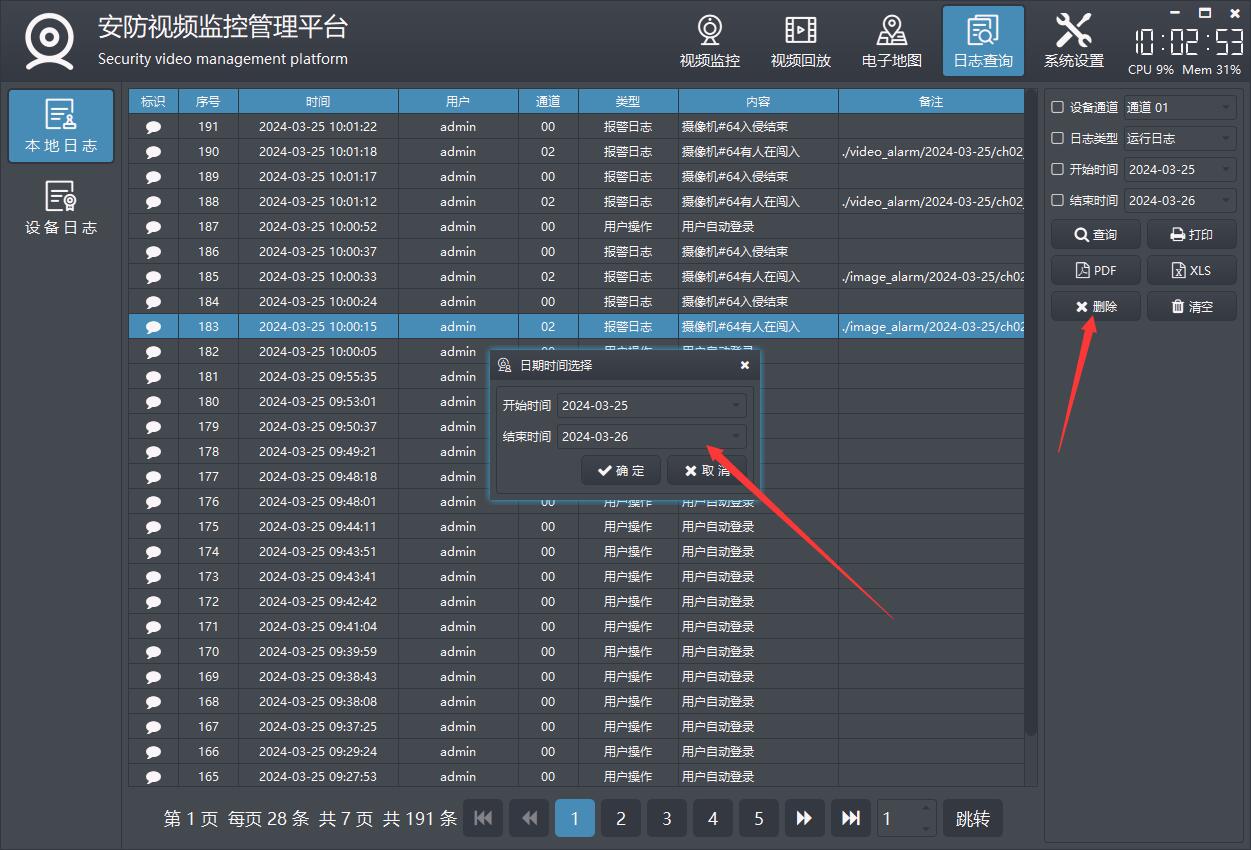 安防视频监控管理平台
Security video management platform
视频监控 视频回放 电子地图 日志查询 系统设置
10:02:53
CPU 9% Mem 31%
本地日志
设备日志
标识 序号 时间 用户 通道 类型 内容 备注
191 2024-03-25 10:01:22 admin 00 报警日志 摄像机#64入侵结束
190 2024-03-25 10:01:18 admin 02 报警日志 摄像机#64有人在闯入 ./video_alarm/2024-03-25/ch02_
189 2024-03-25 10:01:17 admin 00 报警日志 摄像机#64入侵结束
188 2024-03-25 10:01:12 admin 02 报警日志 摄像机#64有人在闯入 ./video_alarm/2024-03-25/ch02_
187 2024-03-25 10:00:52 admin 00 用户操作 用户自动登录
186 2024-03-25 10:00:37 admin 00 报警日志 摄像机#64入侵结束
185 2024-03-25 10:00:33 admin 02 报警日志 摄像机#64有人在闯入 ./image_alarm/2024-03-25/ch02
184 2024-03-25 10:00:24 admin 00 报警日志 摄像机#64入侵结束
183 2024-03-25 10:00:15 admin 02 报警日志 摄像机#64有人在闯入 ./image_alarm/2024-03-25/ch02
182 2024-03-25 10:00:05 admin
181 2024-03-25 09:55:35 admin
180 2024-03-25 09:53:01 admin
179 2024-03-25 09:50:37 admin
178 2024-03-25 09:49:21 admin
177 2024-03-25 09:48:18 admin
176 2024-03-25 09:48:01 admin 00 用户操作 用户自动登录
175 2024-03-25 09:44:11 admin 00 用户操作 用户自动登录
174 2024-03-25 09:43:51 admin 00 用户操作 用户自动登录
173 2024-03-25 09:43:41 admin 00 用户操作 用户自动登录
172 2024-03-25 09:42:42 admin 00 用户操作 用户自动登录
171 2024-03-25 09:41:04 admin 00 用户操作 用户自动登录
170 2024-03-25 09:39:59 admin 00 用户操作 用户自动登录
169 2024-03-25 09:38:43 admin 00 用户操作 用户自动登录
168 2024-03-25 09:38:08 admin 00 用户操作 用户自动登录
167 2024-03-25 09:37:25 admin 00 用户操作 用户自动登录
166 2024-03-25 09:29:24 admin 00 用户操作 用户自动登录
165 2024-03-25 09:27:53 admin 00 用户操作 用户自动登录
日期时间选择
开始时间 2024-03-25
结束时间 2024-03-26
确 定 取 消
第 1 页 每页 28 条 共 7 页 共 191 条 1 2 3 4 5 1 跳转
设备通道 通道 01
日志类型 运行日志
开始时间 2024-03-25
结束时间 2024-03-26
查询 打印
PDF XLS
删除 清空